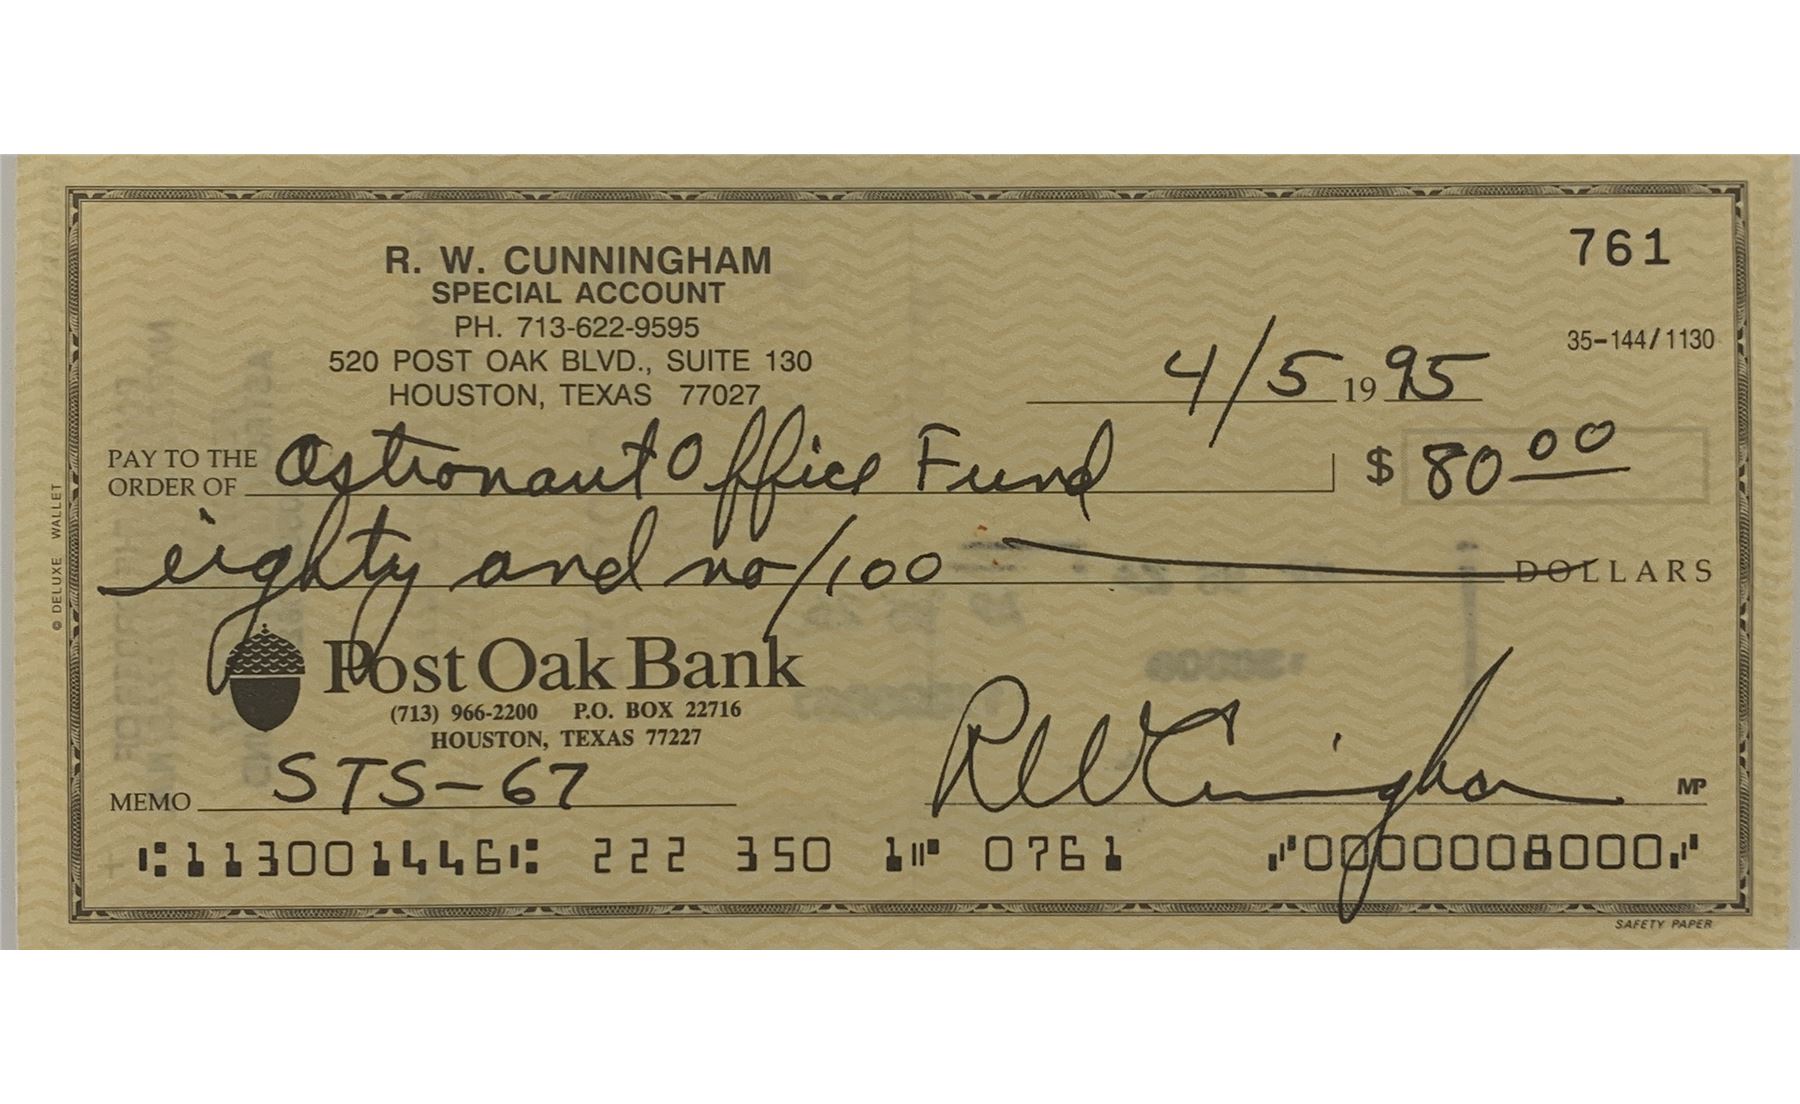 R. W. CUNNINGHAM
SPECIAL ACCOUNT
PH. 713-622-9595
520 POST OAK BLVD., SUITE 130
HOUSTON, TEXAS 77027
761
35-144/1130
4/5 1995
PAY TO THE ORDER OF Astronaut Office Fund $ 80 00
eighty and no/100 DOLLARS
Post Oak Bank
(713) 966-2200 P.O. BOX 22716
HOUSTON, TEXAS 77227
MEMO STS-67
RW Cunningham MP
⑆113001446⑆ 222 350 1⑈ 0761 ⑈0000008000⑈
© DELUXE WALLET
SAFETY PAPER